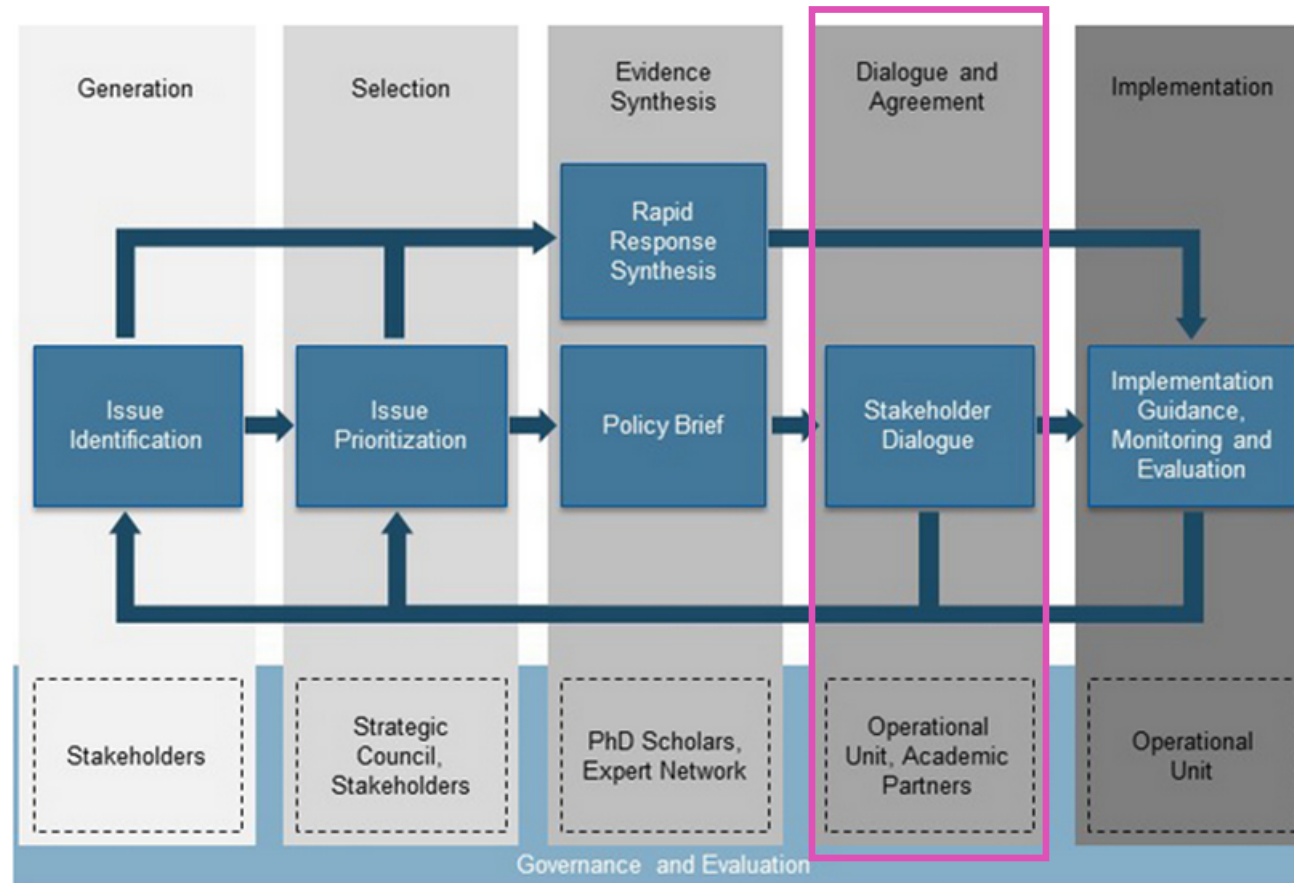 Generation
Selection
Evidence
Synthesis
Dialogue and
Agreement
Implementation
Rapid
Response
Synthesis
Issue
Identification
Issue
Prioritization
Policy Brief
Stakeholder
Dialogue
Implementation
Guidance,
Monitoring and
Evaluation
Stakeholders
Strategic
Council,
Stakeholders
PhD Scholars,
Expert Network
Operational
Unit, Academic
Partners
Operational
Unit
Governance and Evaluation